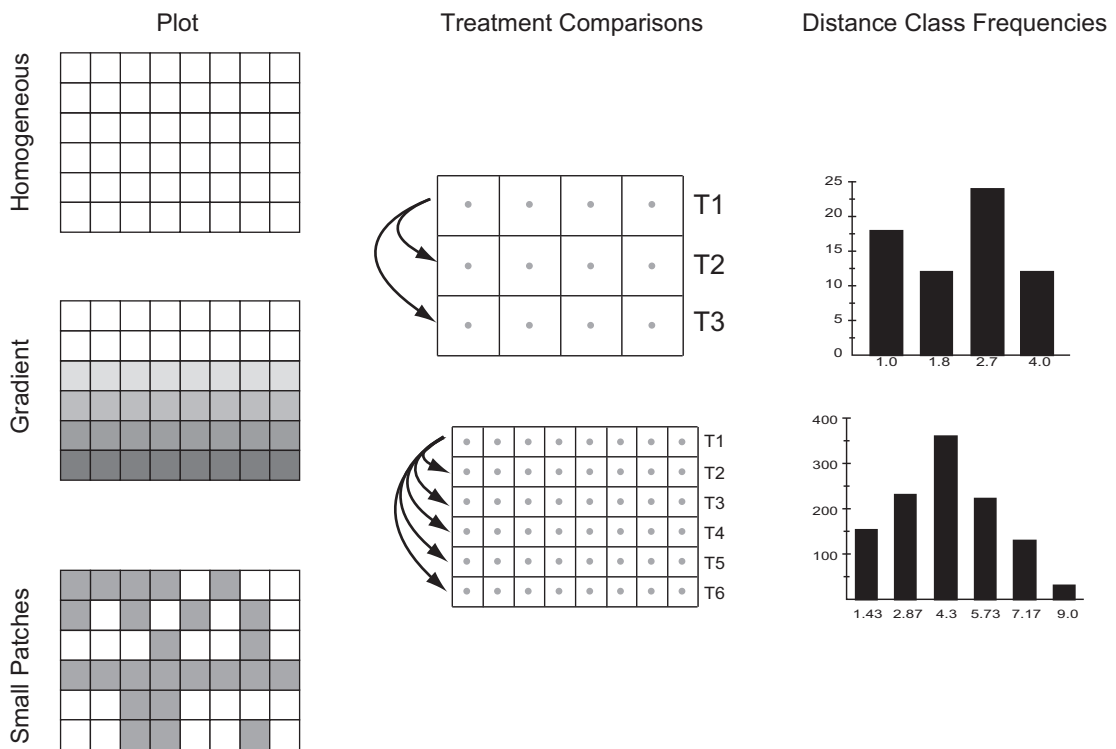 Plot
Treatment Comparisons
Distance Class Frequencies
Homogeneous
Gradient
Small Patches
T1
T2
T3
25
20
15
10
5
0
1.0 1.8 2.7 4.0
T1
T2
T3
T4
T5
T6
400
300
200
100
1.43 2.87 4.3 5.73 7.17 9.0